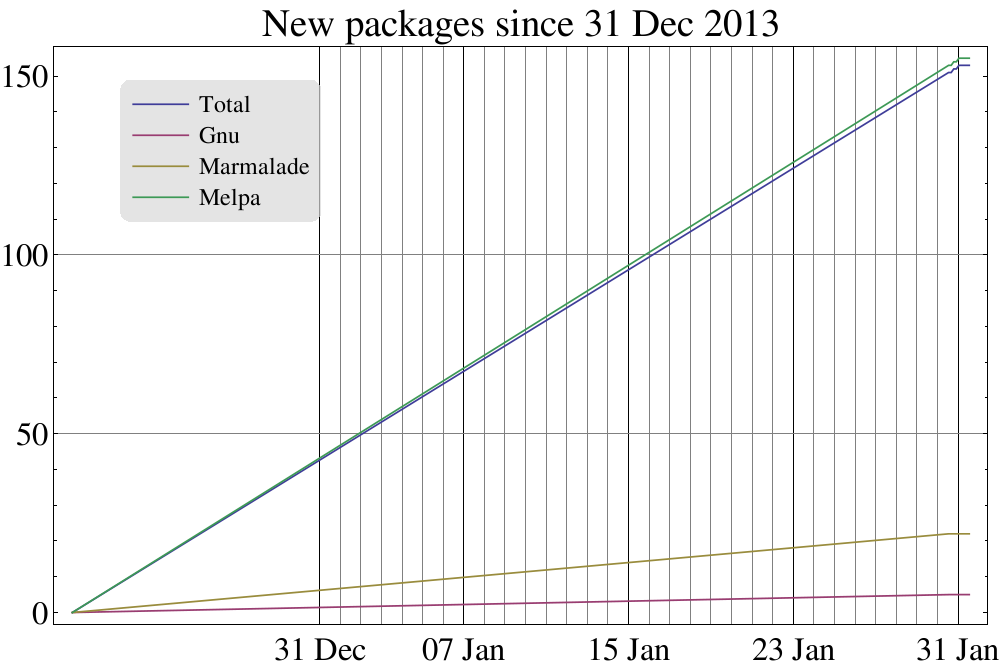 New packages since 31 Dec 2013
150
100
50
0
Total
Gnu
Marmalade
Melpa
31 Dec 07 Jan 15 Jan 23 Jan 31 Jan